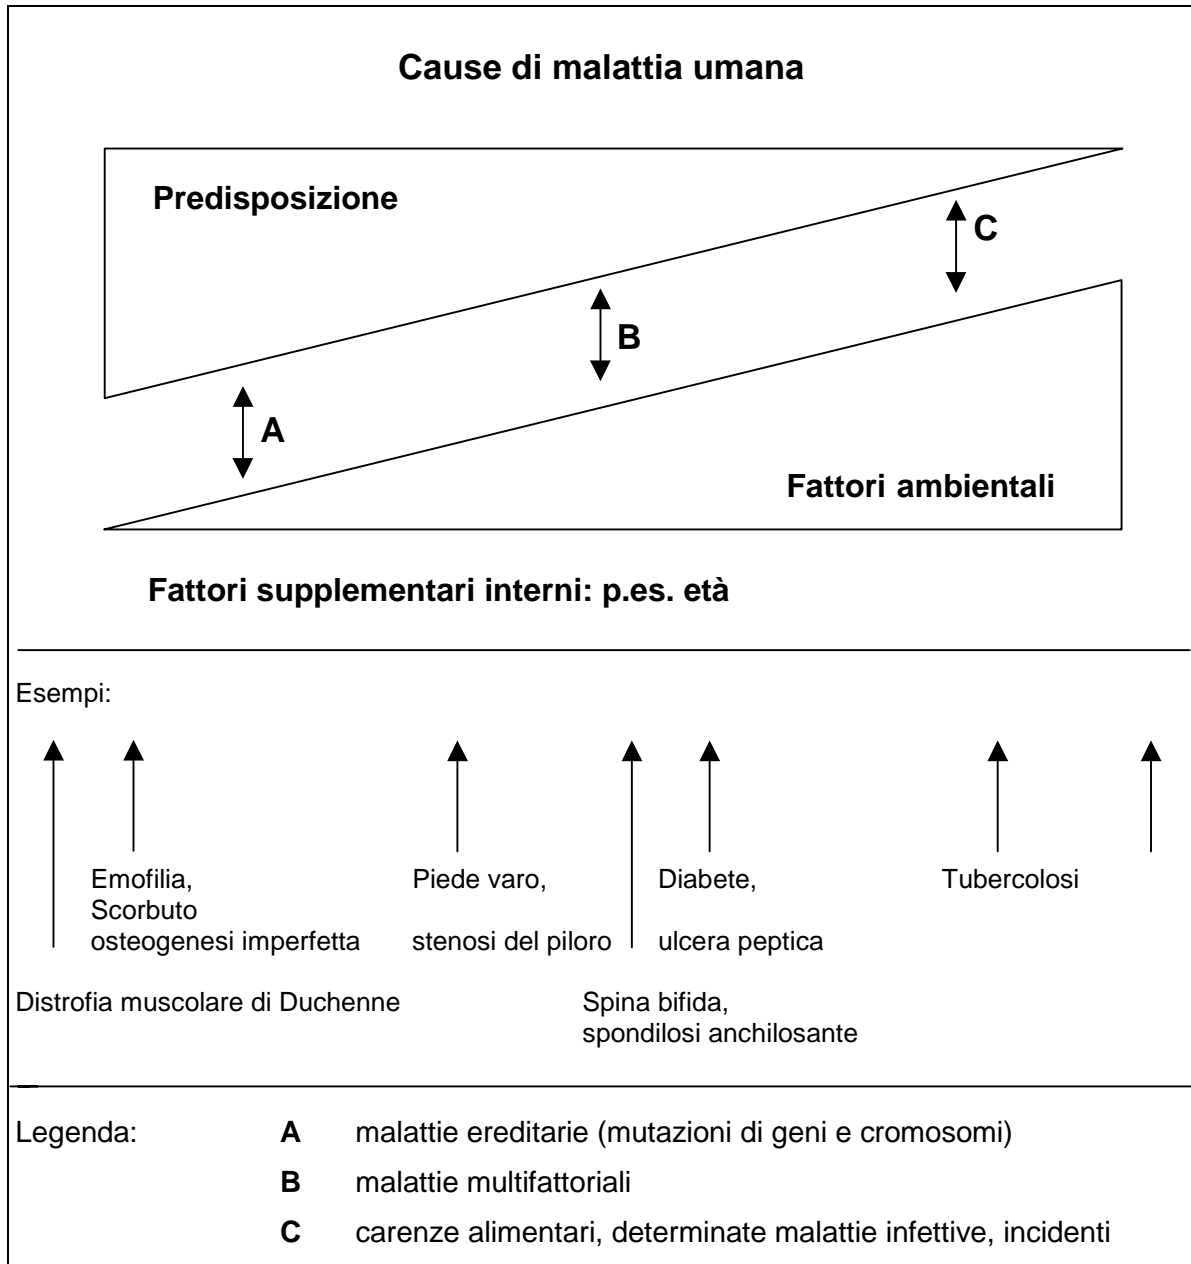 Cause di malattia umana
Predisposizione
C
B
A
Fattori ambientali
Fattori supplementari interni: p.es. età
Esempi:
Emofilia, Piede varo, Diabete, Tubercolosi
Scorbuto
osteogenesi imperfetta stenosi del piloro ulcera peptica
Distrofia muscolare di Duchenne Spina bifida,
spondilosi anchilosante
Legenda: A malattie ereditarie (mutazioni di geni e cromosomi)
B malattie multifattoriali
C carenze alimentari, determinate malattie infettive, incidenti